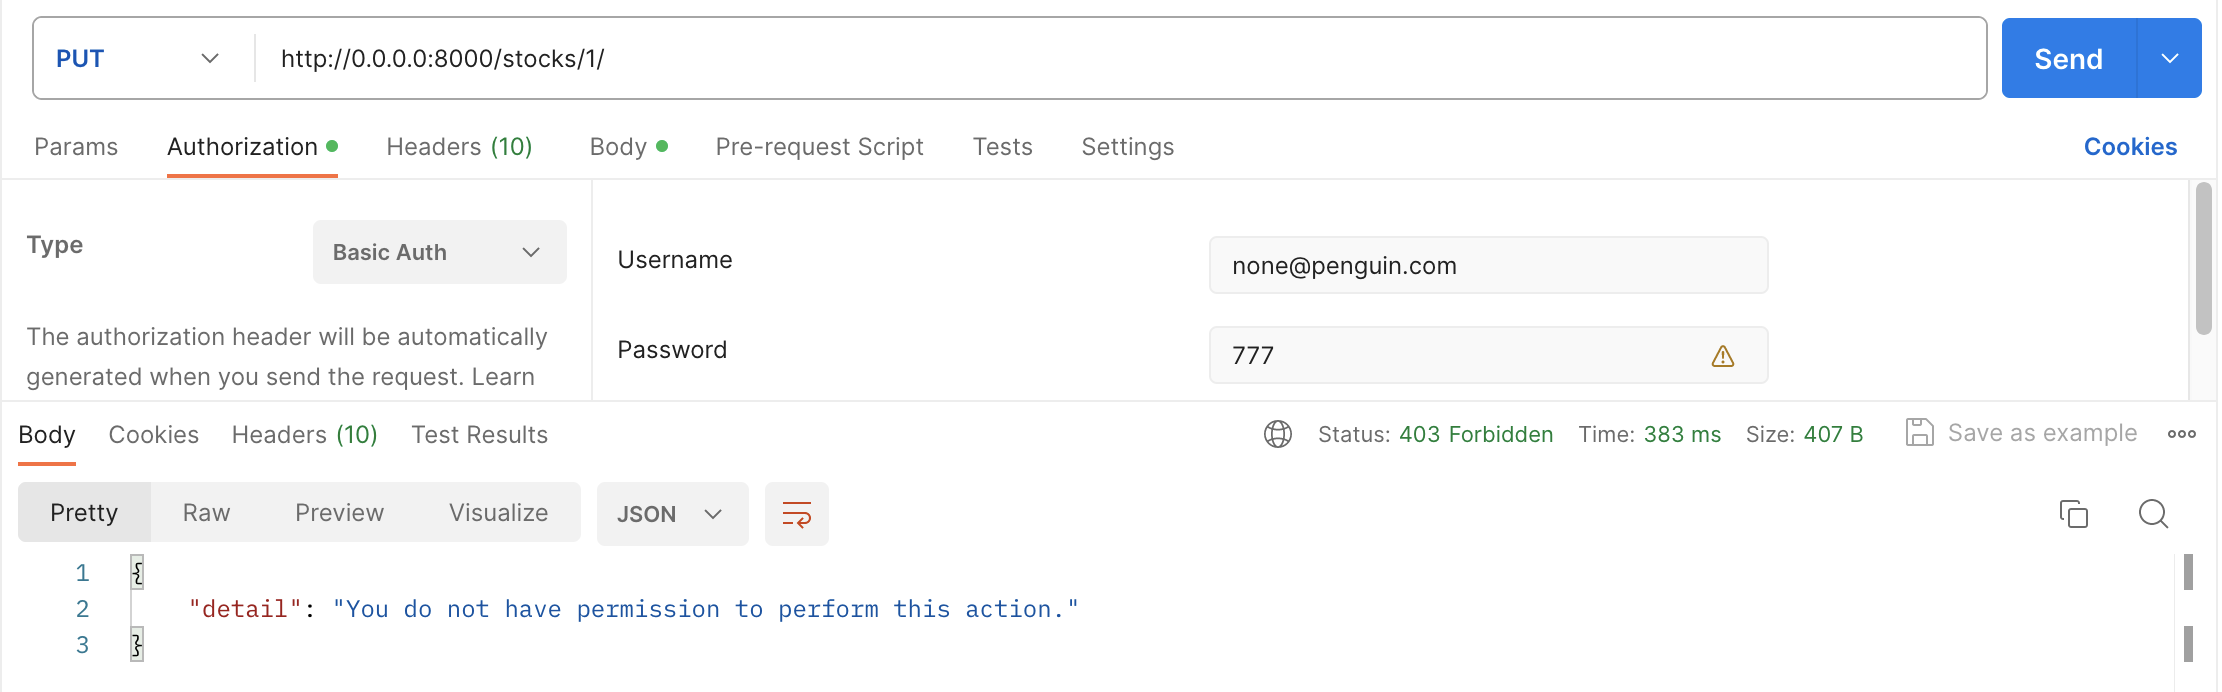 PUT http://0.0.0.0:8000/stocks/1/ Send
Params Authorization Headers (10) Body Pre-request Script Tests Settings Cookies
Type Basic Auth
The authorization header will be automatically
generated when you send the request. Learn
Username none@penguin.com
Password 777
Body Cookies Headers (10) Test Results Status: 403 Forbidden Time: 383 ms Size: 407 B Save as example
Pretty Raw Preview Visualize JSON
1 {
2 "detail": "You do not have permission to perform this action."
3 }